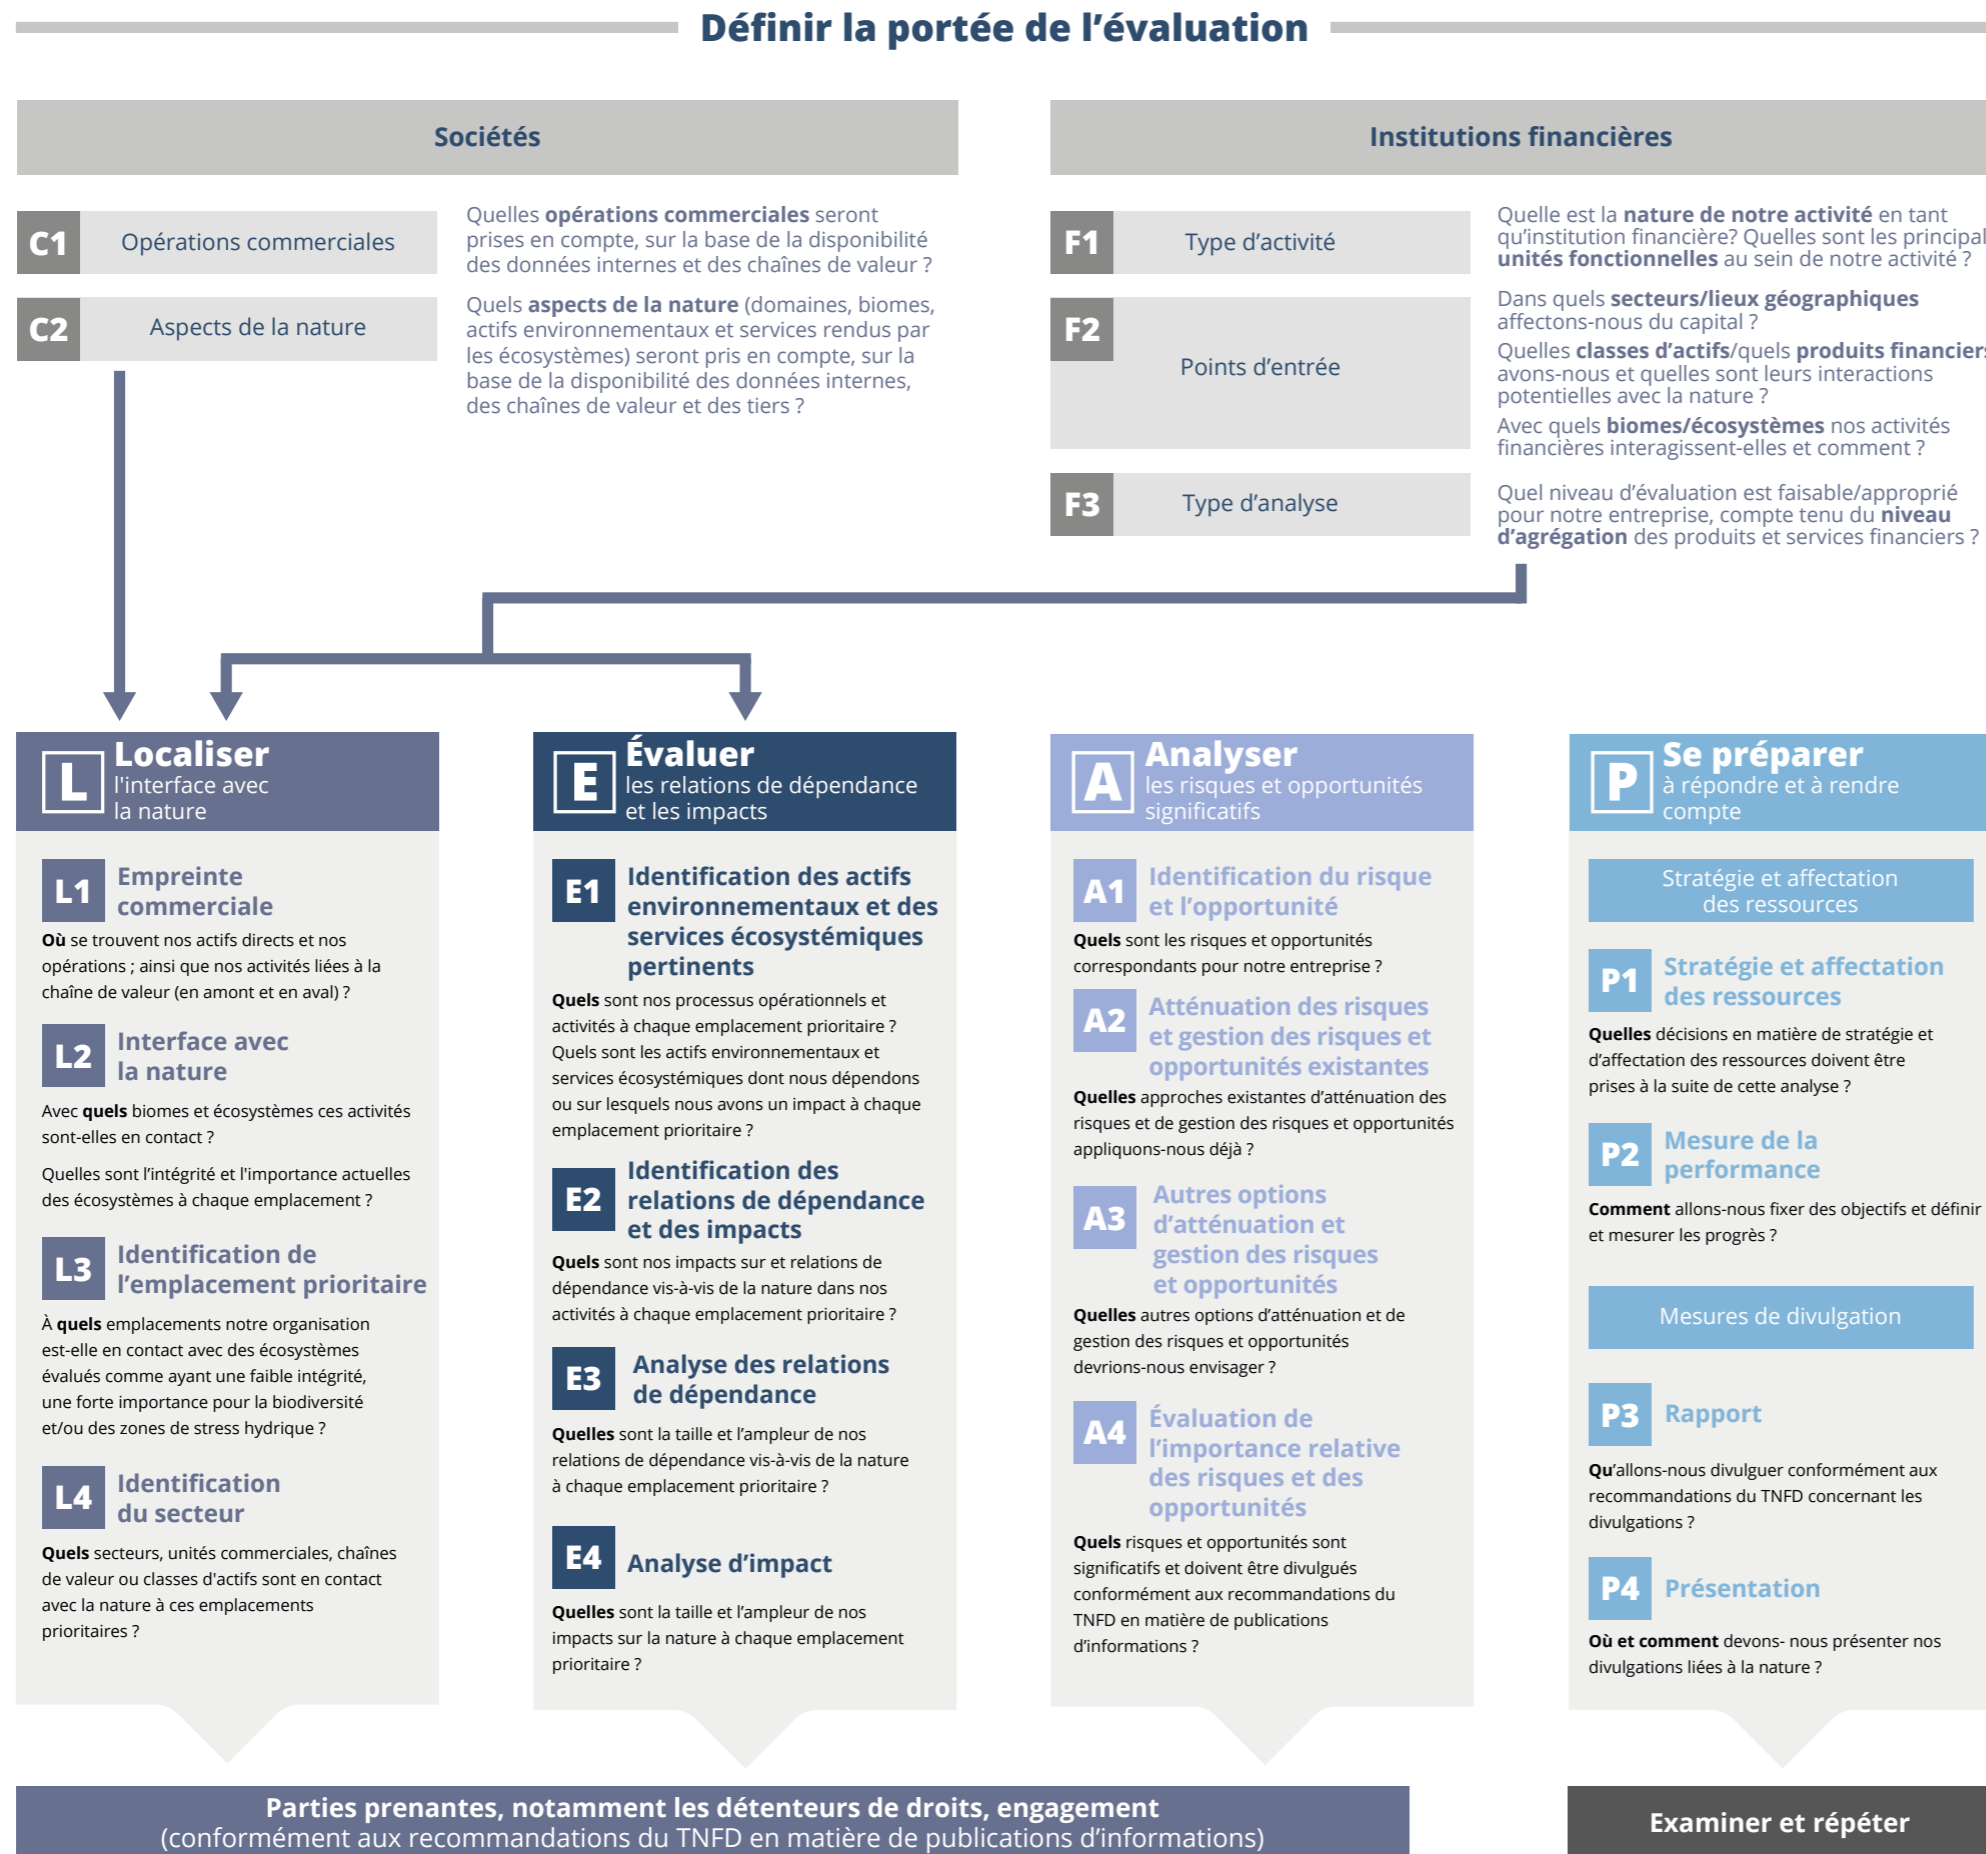 Définir la portée de l’évaluation
Sociétés
C1
Opérations commerciales
Quelles opérations commerciales seront
prises en compte, sur la base de la disponibilité
des données internes et des chaînes de valeur ?
C2
Aspects de la nature
Quels aspects de la nature (domaines, biomes,
actifs environnementaux et services rendus par
les écosystèmes) seront pris en compte, sur la
base de la disponibilité des données internes,
des chaînes de valeur et des tiers ?
Institutions financières
F1
Type d’activité
Quelle est la nature de notre activité en tant
qu’institution financière? Quelles sont les principal
unités fonctionnelles au sein de notre activité ?
F2
Points d’entrée
Dans quels secteurs/lieux géographiques
affectons-nous du capital ?
Quelles classes d’actifs/quels produits financiers
avons-nous et quelles sont leurs interactions
potentielles avec la nature ?
Avec quels biomes/écosystèmes nos activités
financières interagissent-elles et comment ?
F3
Type d’analyse
Quel niveau d’évaluation est faisable/approprié
pour notre entreprise, compte tenu du niveau
d’agrégation des produits et services financiers ?
L
Localiser
l'interface avec
la nature
L1
Empreinte
commerciale
Où se trouvent nos actifs directs et nos
opérations ; ainsi que nos activités liées à la
chaîne de valeur (en amont et en aval) ?
L2
Interface avec
la nature
Avec quels biomes et écosystèmes ces activités
sont-elles en contact ?
Quelles sont l’intégrité et l'importance actuelles
des écosystèmes à chaque emplacement ?
L3
Identification de
l’emplacement prioritaire
À quels emplacements notre organisation
est-elle en contact avec des écosystèmes
évalués comme ayant une faible intégrité,
une forte importance pour la biodiversité
et/ou des zones de stress hydrique ?
L4
Identification
du secteur
Quels secteurs, unités commerciales, chaînes
de valeur ou classes d'actifs sont en contact
avec la nature à ces emplacements
prioritaires ?
E
Évaluer
les relations de dépendance
et les impacts
E1
Identification des actifs
environnementaux et des
services écosystémiques
pertinents
Quels sont nos processus opérationnels et
activités à chaque emplacement prioritaire ?
Quels sont les actifs environnementaux et
services écosystémiques dont nous dépendons
ou sur lesquels nous avons un impact à chaque
emplacement prioritaire ?
E2
Identification des
relations de dépendance
et des impacts
Quels sont nos impacts sur et relations de
dépendance vis-à-vis de la nature dans nos
activités à chaque emplacement prioritaire ?
E3
Analyse des relations
de dépendance
Quelles sont la taille et l’ampleur de nos
relations de dépendance vis-à-vis de la nature
à chaque emplacement prioritaire ?
E4
Analyse d’impact
Quelles sont la taille et l’ampleur de nos
impacts sur la nature à chaque emplacement
prioritaire ?
A
Analyser
les risques et opportunités
significatifs
A1
Identification du risque
et l’opportunité
Quels sont les risques et opportunités
correspondants pour notre entreprise ?
A2
Atténuation des risques
et gestion des risques et
opportunités existantes
Quelles approches existantes d’atténuation des
risques et de gestion des risques et opportunités
appliquons-nous déjà ?
A3
Autres options
d’atténuation et
gestion des risques
et opportunités
Quelles autres options d’atténuation et de
gestion des risques et opportunités
devrions-nous envisager ?
A4
Évaluation de
l’importance relative
des risques et des
opportunités
Quels risques et opportunités sont
significatifs et doivent être divulgués
conformément aux recommandations du
TNFD en matière de publications
d’informations ?
P
Se préparer
à répondre et à rendre
compte
Stratégie et affectation
des ressources
P1
Stratégie et affectation
des ressources
Quelles décisions en matière de stratégie et
d’affectation des ressources doivent être
prises à la suite de cette analyse ?
P2
Mesure de la
performance
Comment allons-nous fixer des objectifs et définir
et mesurer les progrès ?
Mesures de divulgation
P3
Rapport
Qu’allons-nous divulguer conformément aux
recommandations du TNFD concernant les
divulgations ?
P4
Présentation
Où et comment devons- nous présenter nos
divulgations liées à la nature ?
Parties prenantes, notamment les détenteurs de droits, engagement
(conformément aux recommandations du TNFD en matière de publications d’informations)
Examiner et répéter